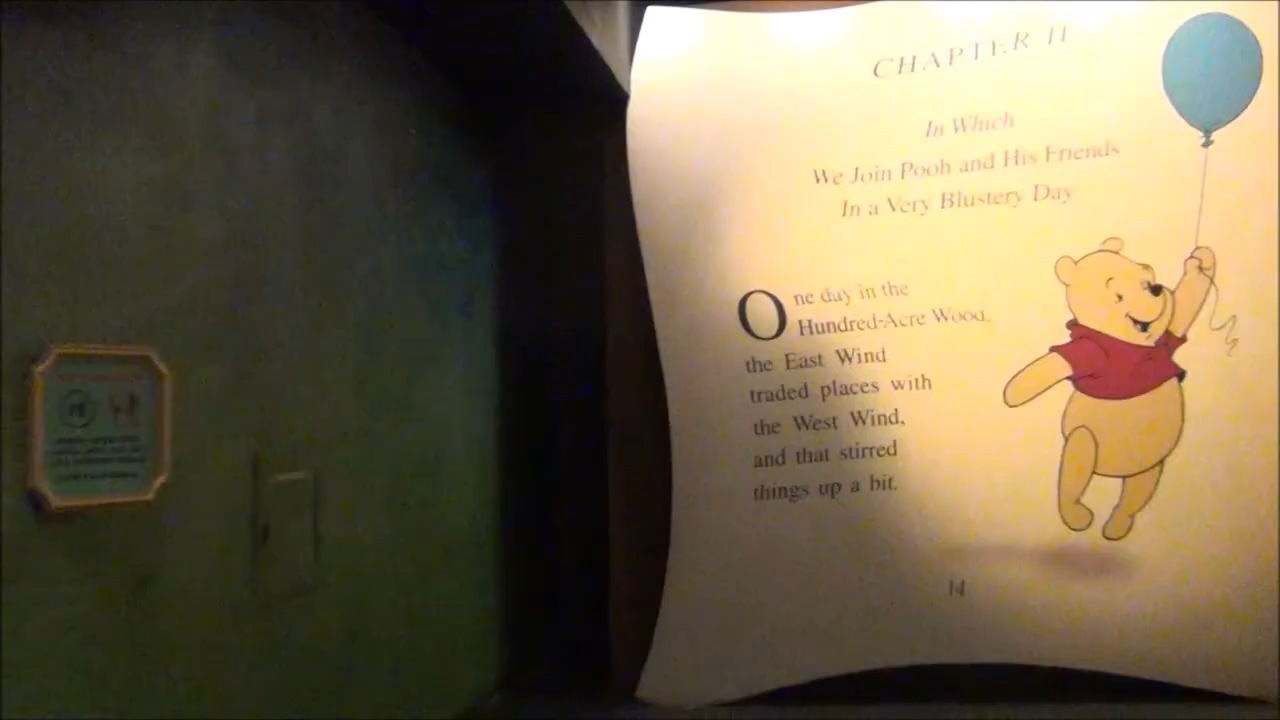 CHAPTER II
In Which
We Join Pooh and His Friends
In a Very Blustery Day
One day in the
Hundred-Acre Wood,
the East Wind
traded places with
the West Wind,
and that stirred
things up a bit.
14